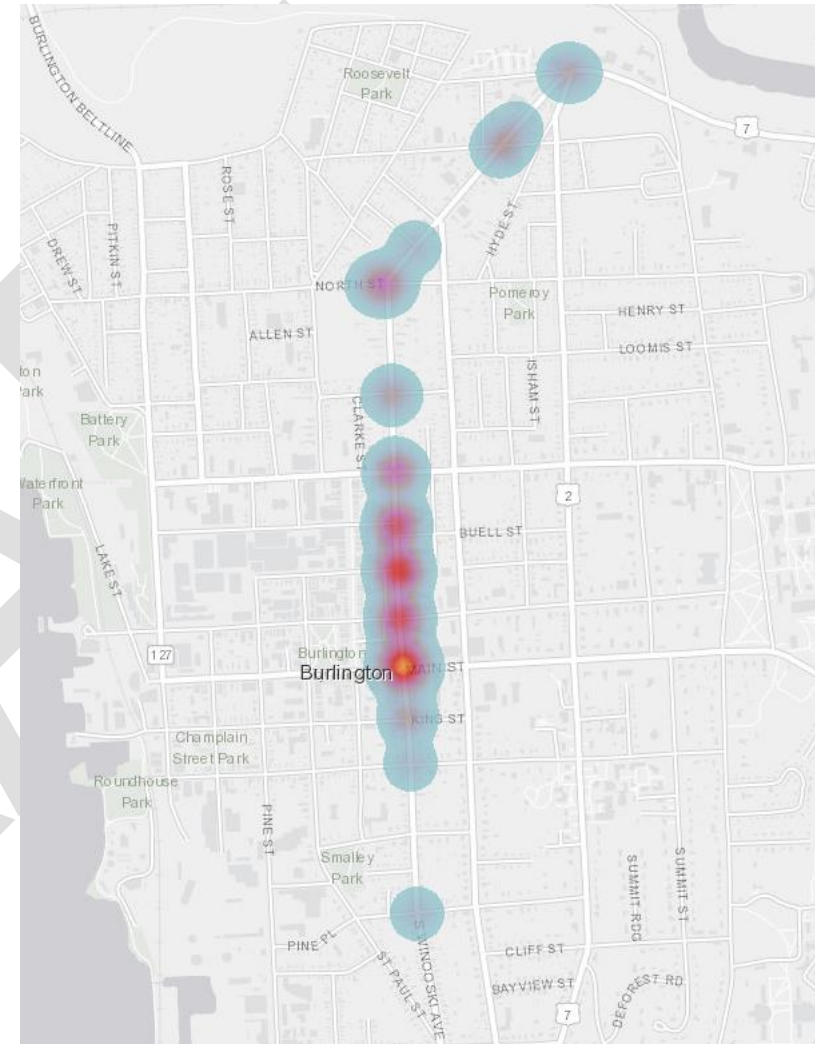 BURLINGTON BELTLINE
Roosevelt
Park
7
ROSE ST
PITKIN ST
DREW ST
HYDE ST
NORTH ST
Pomeroy
Park
HENRY ST
ALLEN ST
LOOMIS ST
ton
Park
ISHAM ST
CLARKE ST
Battery
Park
Waterfront
Park
2
BUELL ST
LAKE ST
127
Burlington
Burlington
MAIN ST
KING ST
Champlain
Street Park
Roundhouse
Park
PINE ST
Smalley
Park
SUMMIT RDG
SUMMIT ST
S WINOOSKI AVE
PINE PL
CLIFF ST
ST PAUL ST
BAYVIEW ST
DEFOREST RD
7